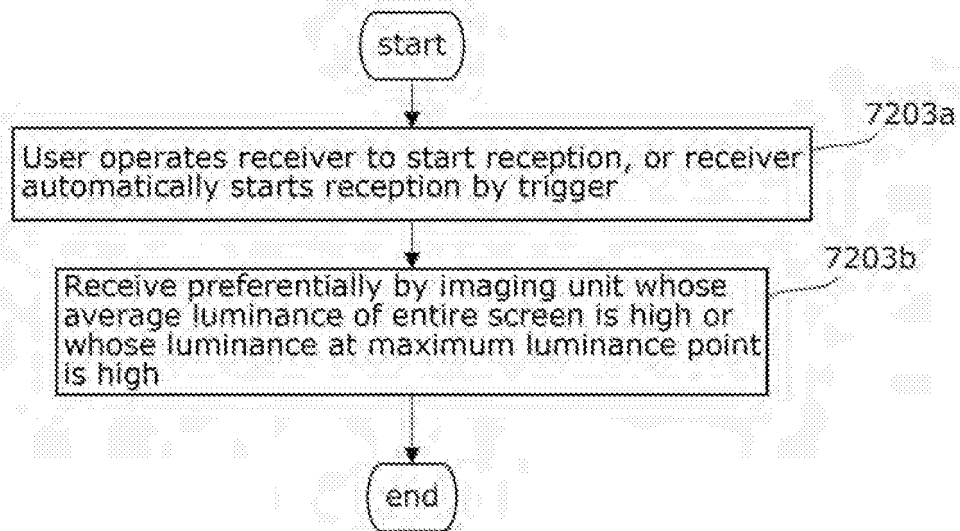 start
7203a
User operates receiver to start reception, or receiver
automatically starts reception by trigger
7203b
Receive preferentially by imaging unit whose
average luminance of entire screen is high or
whose luminance at maximum luminance point
is high
end